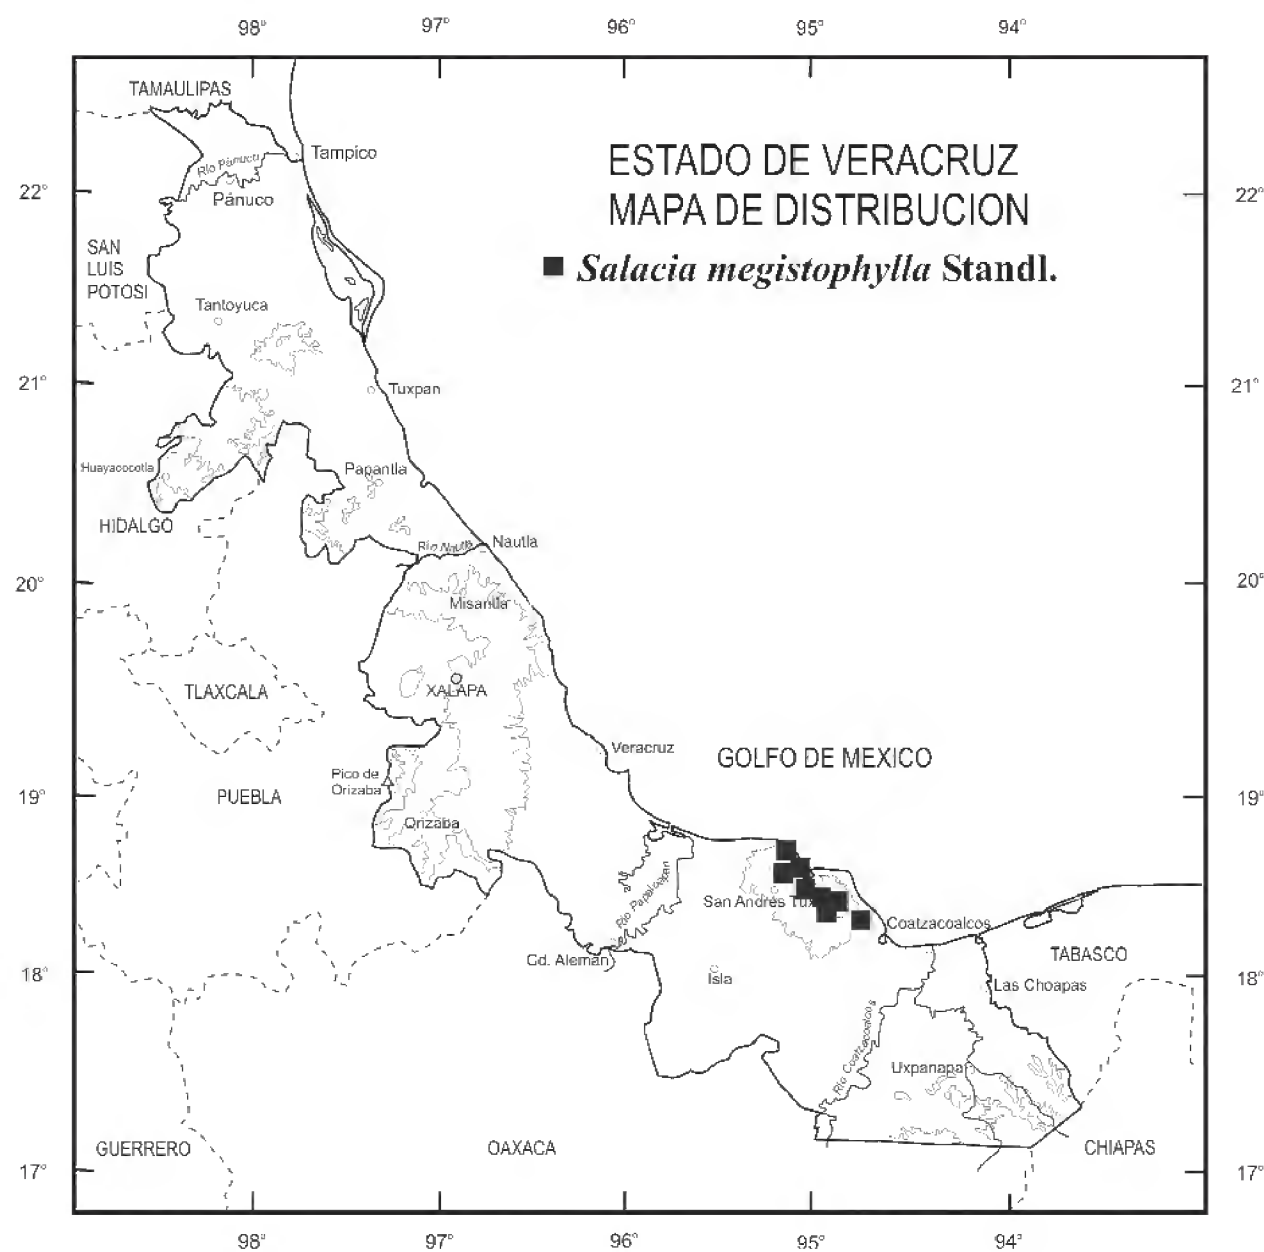 98° 97° 96° 95° 94°
TAMAULIPAS
ESTADO DE VERACRUZ
MAPA DE DISTRIBUCION
■ Salacia megistophylla Standl.
Tampico
Río Pánuco
22° 22°
Pánuco
SAN
LUIS
POTOSI
Tantoyuca
21° 21°
Tuxpan
Huayacocotla
Papantla
HIDALGO
Río Nautla
Nautla
20° 20°
Misantla
TLAXCALA
XALAPA
Veracruz
GOLFO DE MEXICO
Pico de
Orizaba
19° 19°
PUEBLA
Orizaba
Río Papaloapan
San Andrés Tux
Coatzacoalcos
Cd. Alemán
TABASCO
18° 18°
Isla
Las Choapas
Río Coatzacoalcos
Uxpanapa
GUERRERO
OAXACA
CHIAPAS
17° 17°
98° 97° 96° 95° 94°